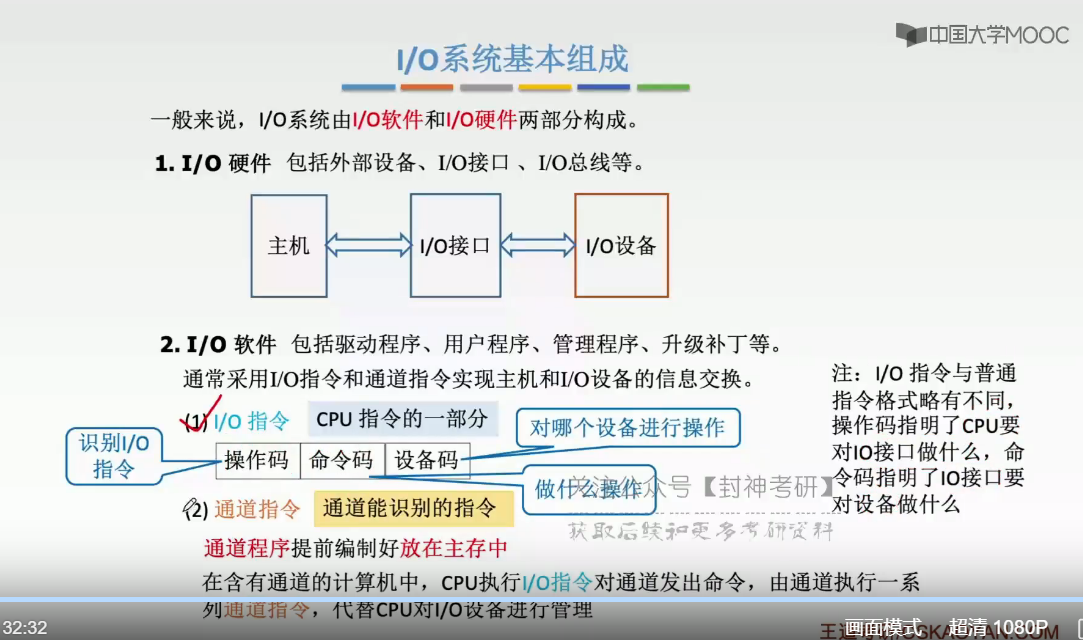 中国大学MOOC
I/O系统基本组成
一般来说，I/O系统由I/O软件和I/O硬件两部分构成。
1. I/O 硬件 包括外部设备、I/O接口 、I/O总线等。
主机
I/O接口
I/O设备
2. I/O 软件 包括驱动程序、用户程序、管理程序、升级补丁等。
通常采用I/O指令和通道指令实现主机和I/O设备的信息交换。
(1) I/O 指令
CPU 指令的一部分
对哪个设备进行操作
识别I/O
指令
操作码 命令码 设备码
做什么操作
注：I/O 指令与普通
指令格式略有不同，
操作码指明了CPU要
对IO接口做什么，命
令码指明了IO接口要
对设备做什么
关注公众号【封神考研】
获取后续和更多考研资料
(2) 通道指令
通道能识别的指令
通道程序提前编制好放在主存中
在含有通道的计算机中，CPU执行I/O指令对通道发出命令，由通道执行一系
列通道指令，代替CPU对I/O设备进行管理
32:32
画面模式
超清 1080P